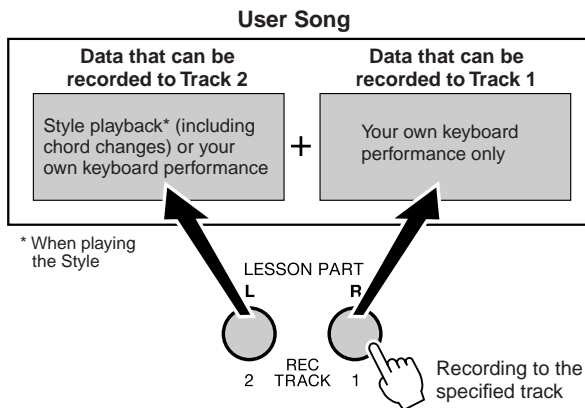 User Song
Data that can be
recorded to Track 2
Data that can be
recorded to Track 1
Style playback* (including
chord changes) or your
own keyboard performance
+
Your own keyboard
performance only
* When playing
the Style
LESSON PART
L
R
REC
TRACK
2
1
Recording to the
specified track